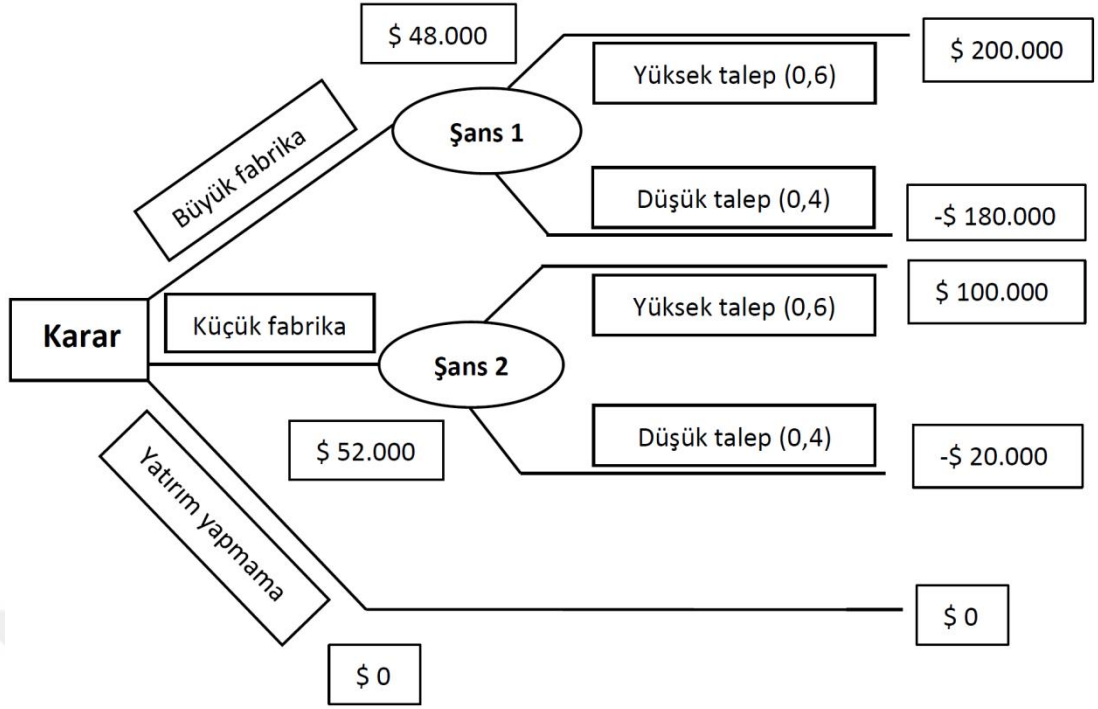 $ 48.000
$ 200.000
Yüksek talep (0,6)
Şans 1
Büyük fabrika
Düşük talep (0,4)
-$ 180.000
$ 100.000
Karar
Küçük fabrika
Yüksek talep (0,6)
Şans 2
$ 52.000
Düşük talep (0,4)
-$ 20.000
Yatırım yapmama
$ 0
$ 0